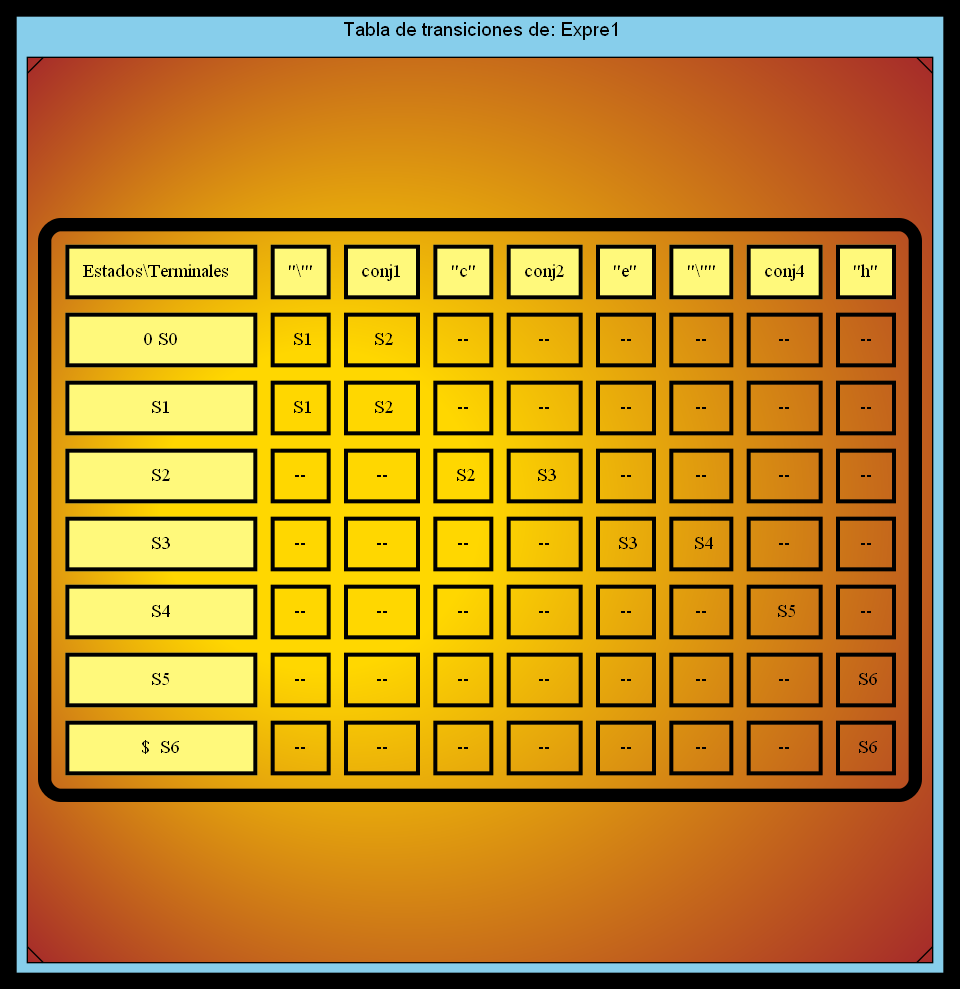 Tabla de transiciones de: Expre1
Estados\Terminales "\'" conj1 "c" conj2 "e" "\"" conj4 "h"
0 S0 S1 S2 -- -- -- -- -- --
S1 S1 S2 -- -- -- -- -- --
S2 -- -- S2 S3 -- -- -- --
S3 -- -- -- -- S3 S4 -- --
S4 -- -- -- -- -- -- S5 --
S5 -- -- -- -- -- -- -- S6
$ S6 -- -- -- -- -- -- -- S6